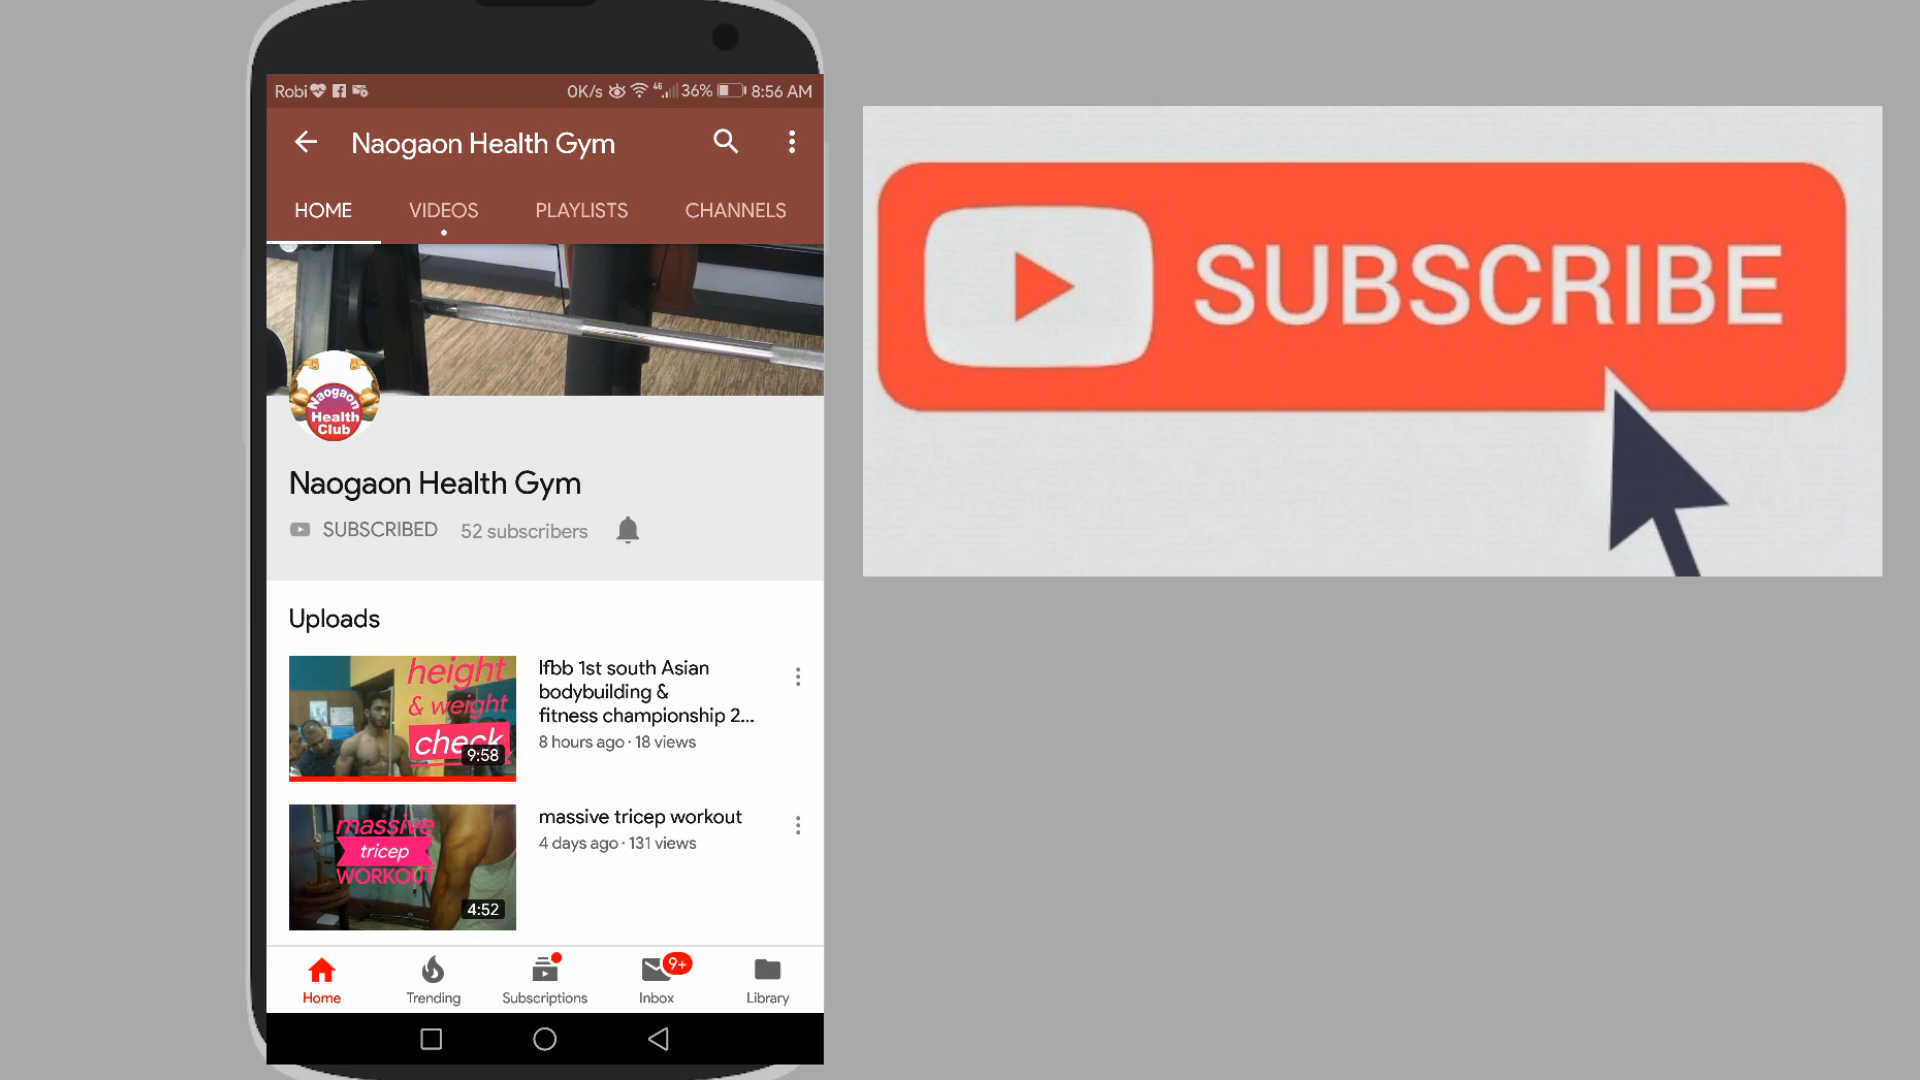 Robi
0K/s 4G 36% 8:56 AM
Naogaon Health Gym
HOME VIDEOS PLAYLISTS CHANNELS
Naogaon
Health
Club
Naogaon Health Gym
SUBSCRIBED 52 subscribers
Uploads
height
& weight
check
9:58
Ifbb 1st south Asian
bodybuilding &
fitness championship 2...
8 hours ago · 18 views
massive
tricep
WORKOUT
4:52
massive tricep workout
4 days ago · 131 views
9+
Home Trending Subscriptions Inbox Library
SUBSCRIBE